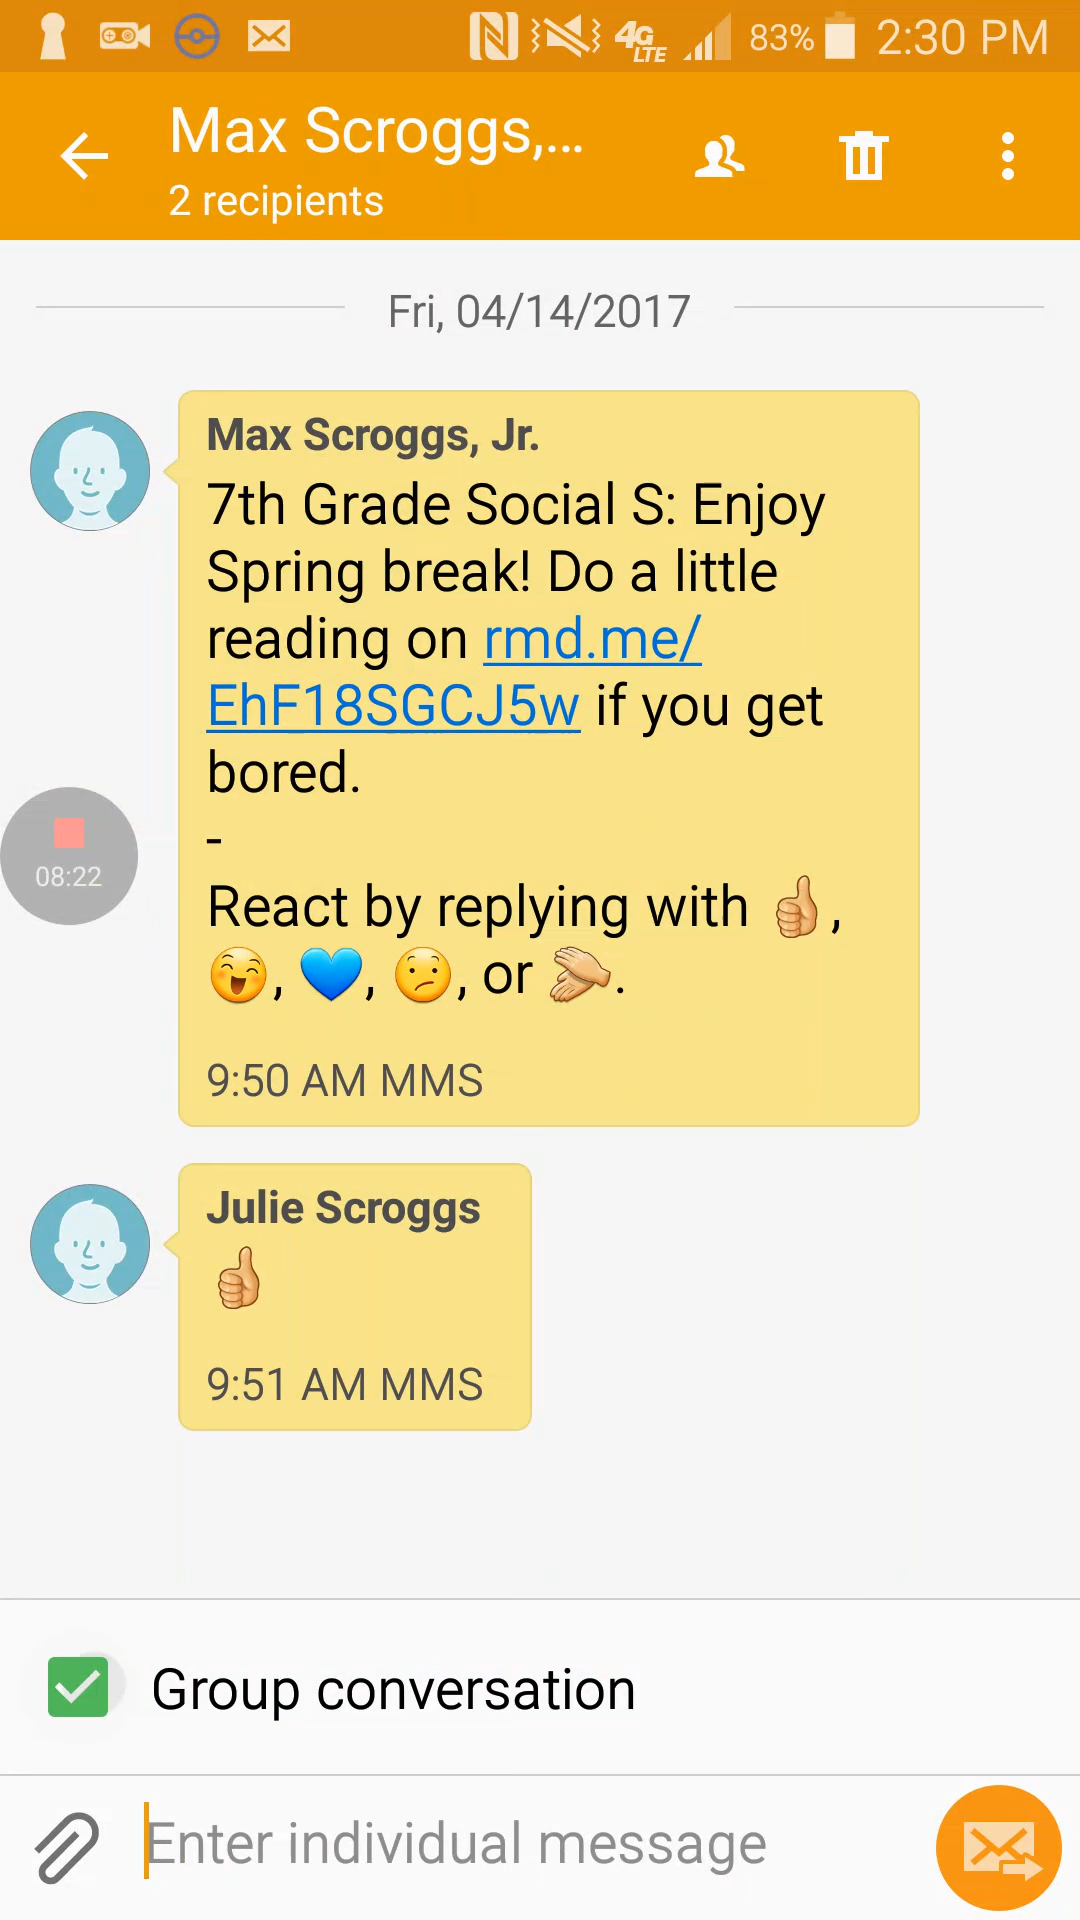 83% 2:30 PM
4G LTE
Max Scroggs,...
2 recipients
Fri, 04/14/2017
Max Scroggs, Jr.
7th Grade Social S: Enjoy
Spring break! Do a little
reading on rmd.me/
EhF18SGCJ5w if you get
bored.
-
React by replying with 👍,
😄, 💙, 😕, or 👏.
9:50 AM MMS
08:22
Julie Scroggs
👍
9:51 AM MMS
Group conversation
Enter individual message